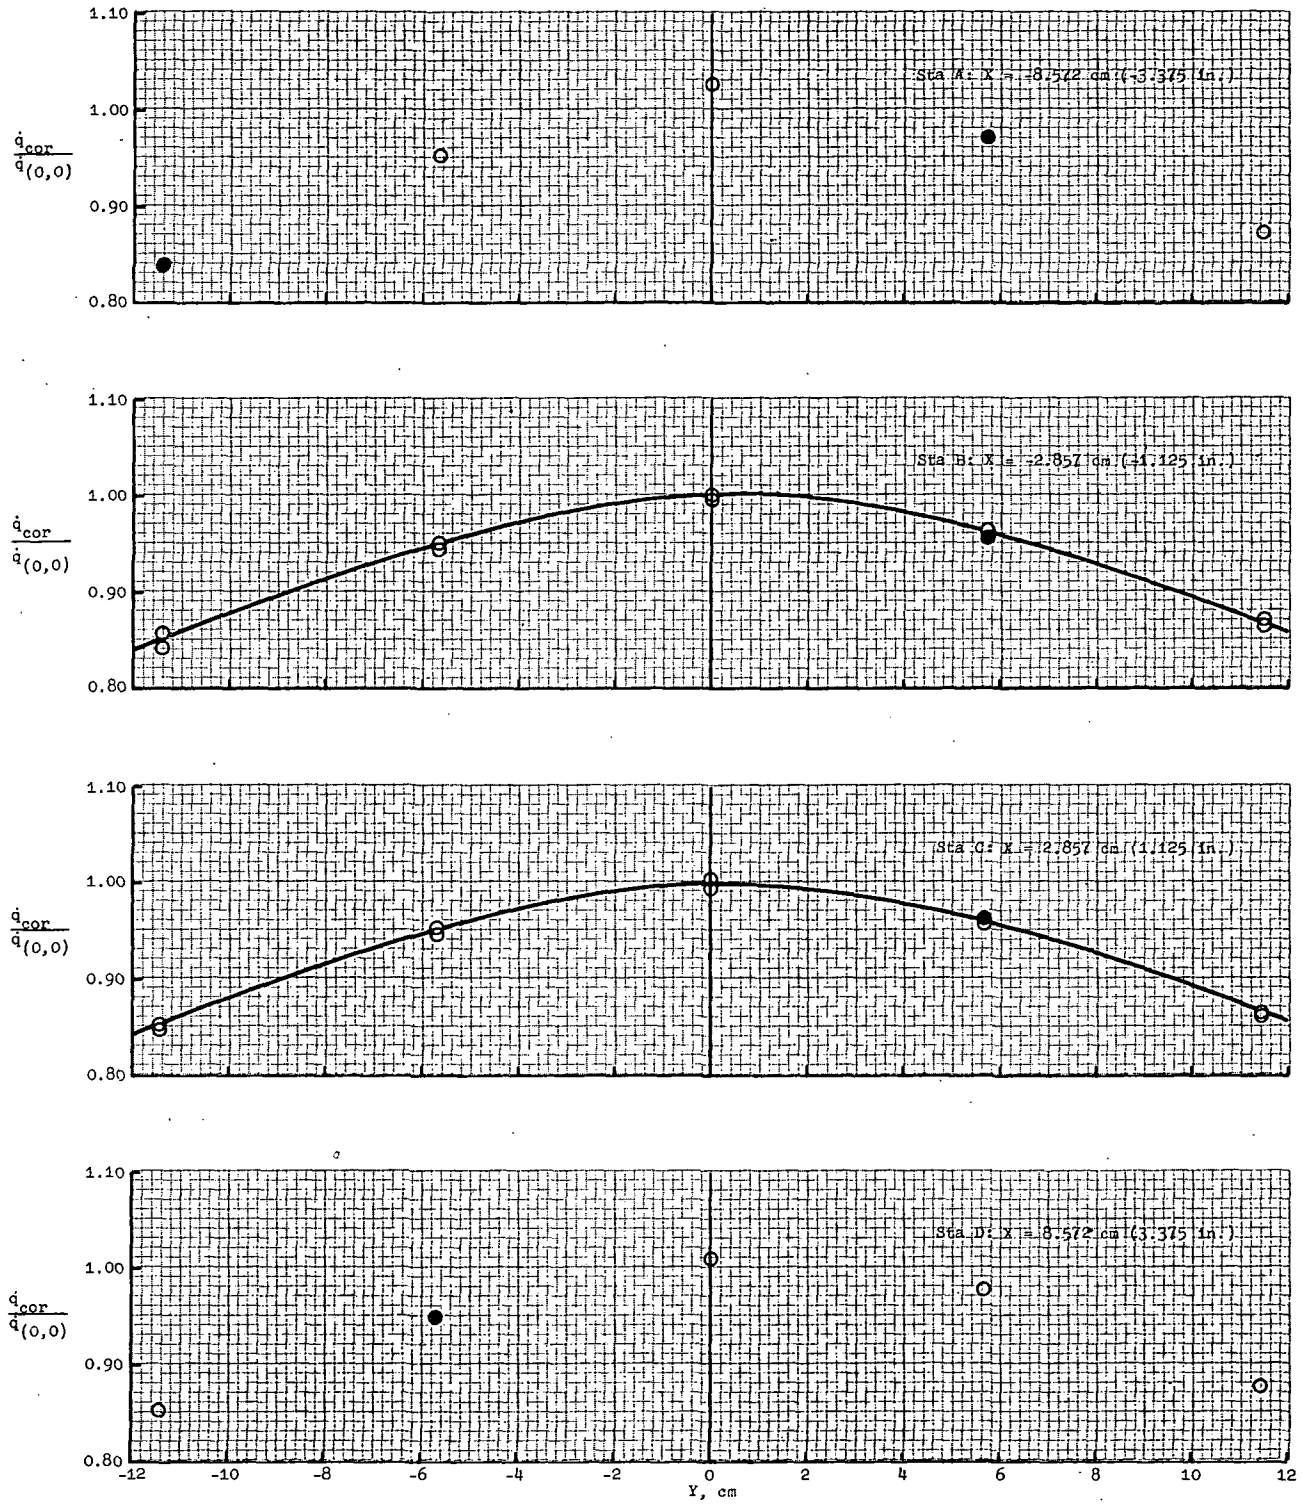 1.10
Sta A: X = -8.572 cm (-3.375 in.)
1.00
q̇cor
q̇(0,0)
0.90
0.80
1.10
Sta B: X = -2.857 cm (-1.125 in.)
1.00
q̇cor
q̇(0,0)
0.90
0.80
1.10
Sta C: X = 2.857 cm (1.125 in.)
1.00
q̇cor
q̇(0,0)
0.90
0.80
1.10
Sta D: X = 8.572 cm (3.375 in.)
1.00
q̇cor
q̇(0,0)
0.90
0.80
-12 -10 -8 -6 -4 -2 0 2 4 6 8 10 12
Y, cm